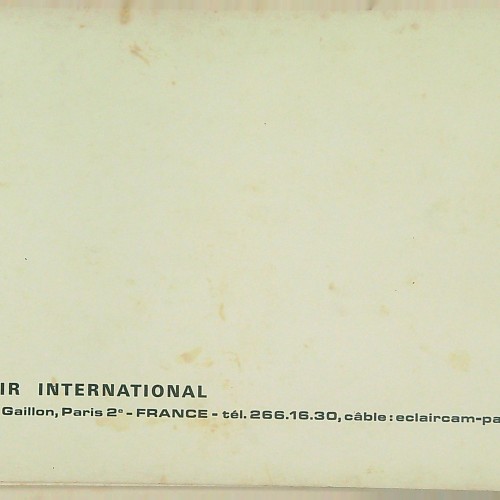 IR INTERNATIONAL
Gaillon, Paris 2e - FRANCE - tél. 266.16.30, câble : eclaircam-pa